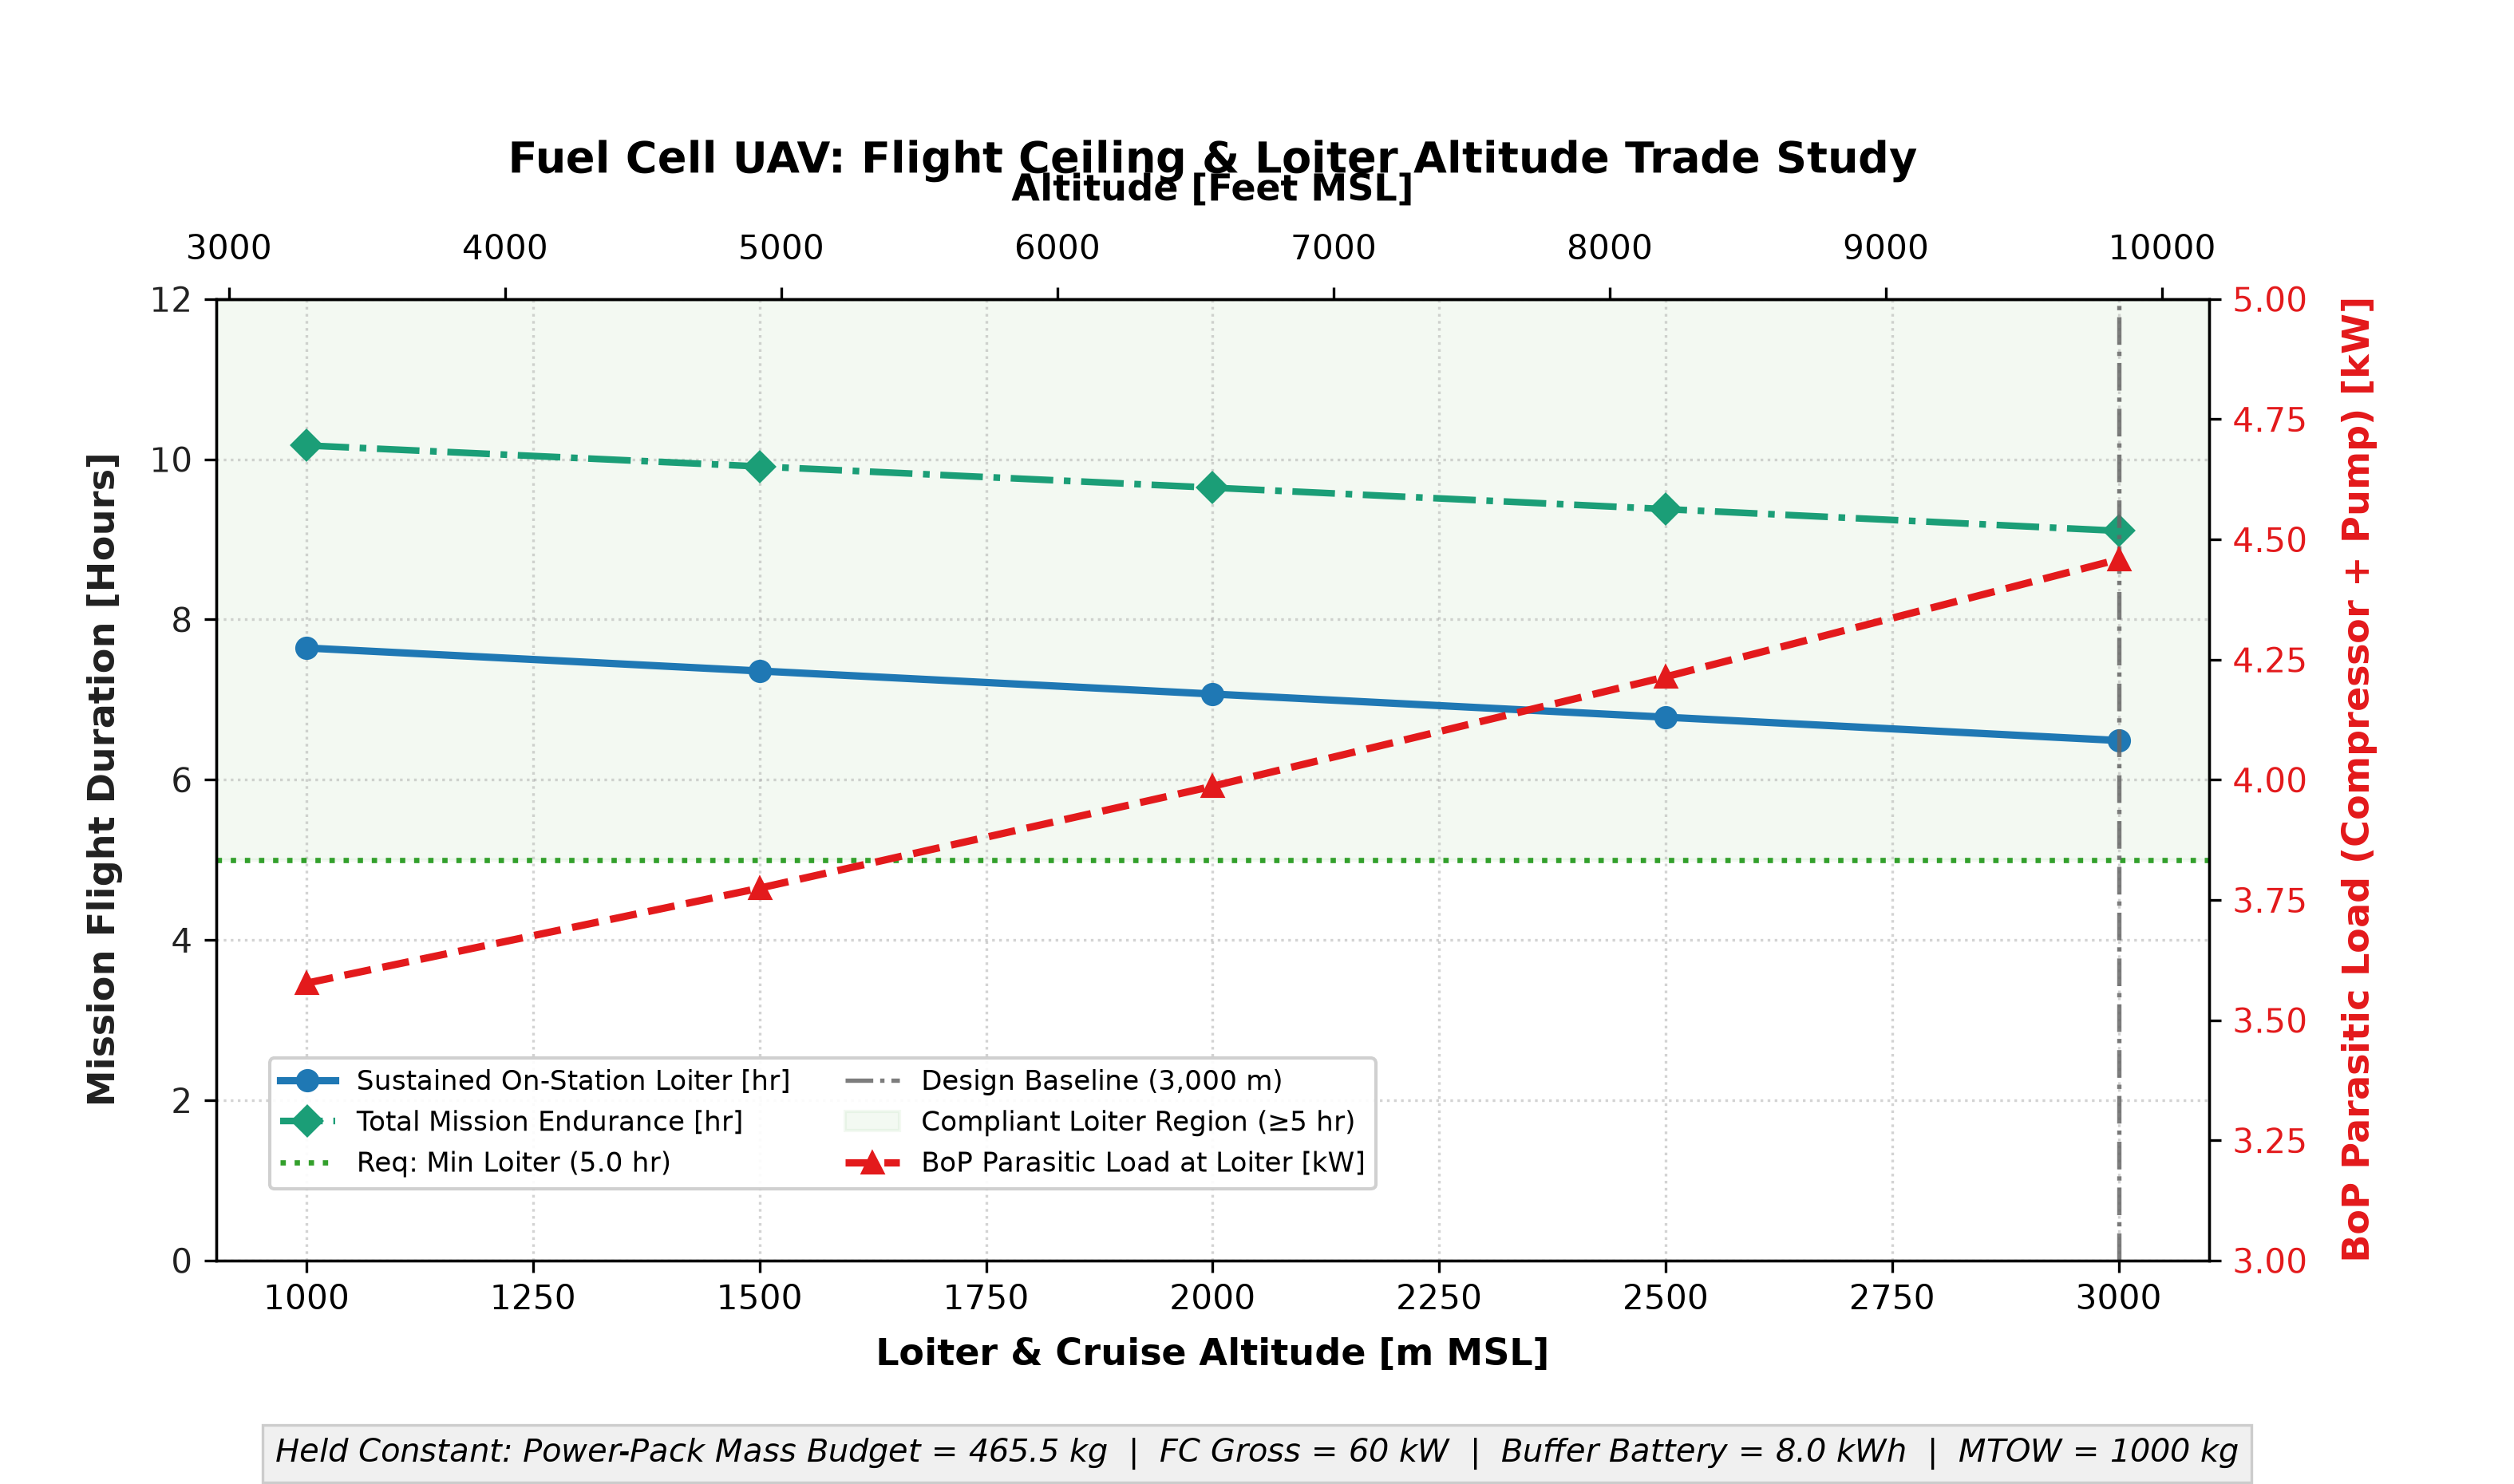 Fuel Cell UAV: Flight Ceiling & Loiter Altitude Trade Study
Altitude [Feet MSL]
3000 4000 5000 6000 7000 8000 9000 10000
Mission Flight Duration [Hours]
12
10
8
6
4
2
0
5.00
4.75
4.50
4.25
4.00
3.75
3.50
3.25
3.00
BoP Parasitic Load (Compressor + Pump) [kW]
Sustained On-Station Loiter [hr]
Total Mission Endurance [hr]
Req: Min Loiter (5.0 hr)
Design Baseline (3,000 m)
Compliant Loiter Region (≥5 hr)
BoP Parasitic Load at Loiter [kW]
1000 1250 1500 1750 2000 2250 2500 2750 3000
Loiter & Cruise Altitude [m MSL]
Held Constant: Power-Pack Mass Budget = 465.5 kg | FC Gross = 60 kW | Buffer Battery = 8.0 kWh | MTOW = 1000 kg